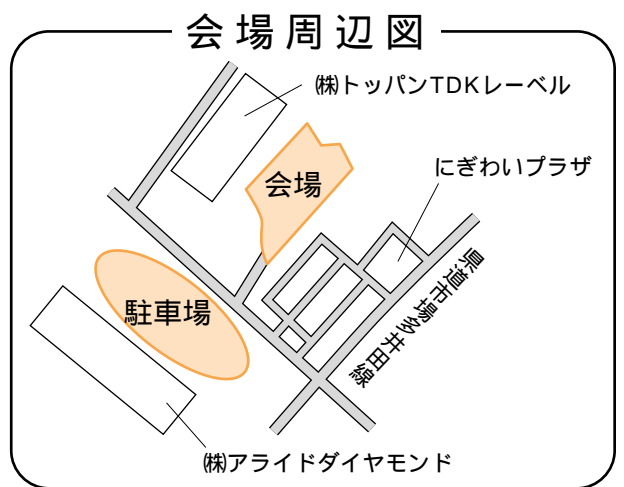 会場周辺図
㈱トッパンTDKレーベル
会場
にぎわいプラザ
県道市場多井田線
駐車場
㈱アライドダイヤモンド